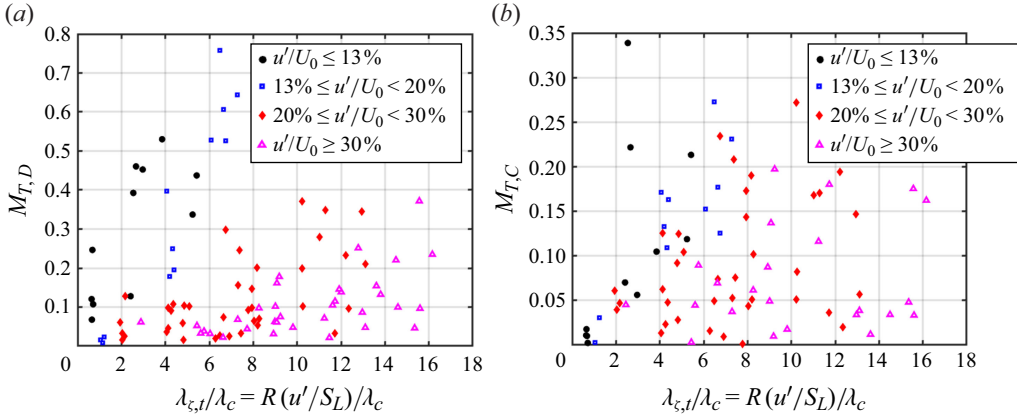 (a)
0.8
0.7
0.6
0.5
0.4
0.3
0.2
0.1
0
2 4 6 8 10 12 14 16 18
M_{T,D}
λ_{ζ,t}/λ_c = R(u′/S_L)/λ_c
u′/U_0 ≤ 13%
13% ≤ u′/U_0 < 20%
20% ≤ u′/U_0 < 30%
u′/U_0 ≥ 30%
(b)
0.35
0.30
0.25
0.20
0.15
0.10
0.05
0
2 4 6 8 10 12 14 16 18
M_{T,C}
λ_{ζ,t}/λ_c = R(u′/S_L)/λ_c
u′/U_0 ≤ 13%
13% ≤ u′/U_0 < 20%
20% ≤ u′/U_0 < 30%
u′/U_0 ≥ 30%